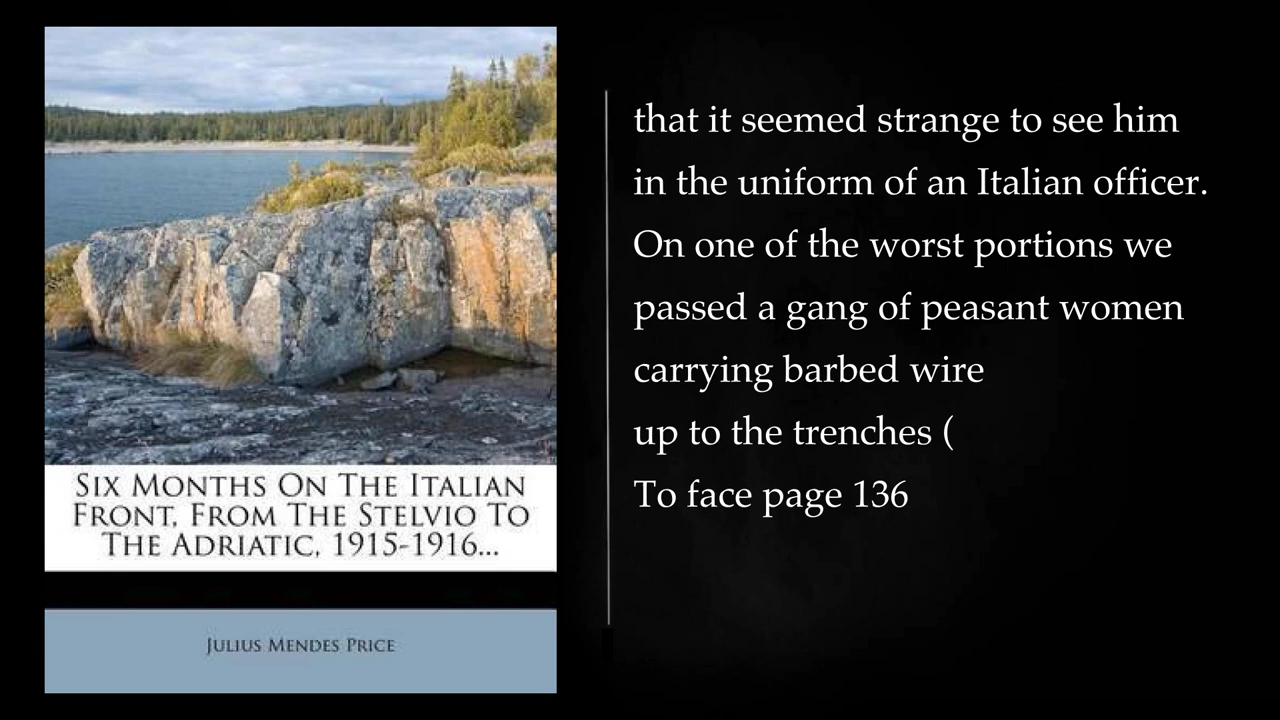 SIX MONTHS ON THE ITALIAN
FRONT, FROM THE STELVIO TO
THE ADRIATIC, 1915-1916...
JULIUS MENDES PRICE
that it seemed strange to see him
in the uniform of an Italian officer.
On one of the worst portions we
passed a gang of peasant women
carrying barbed wire
up to the trenches (
To face page 136